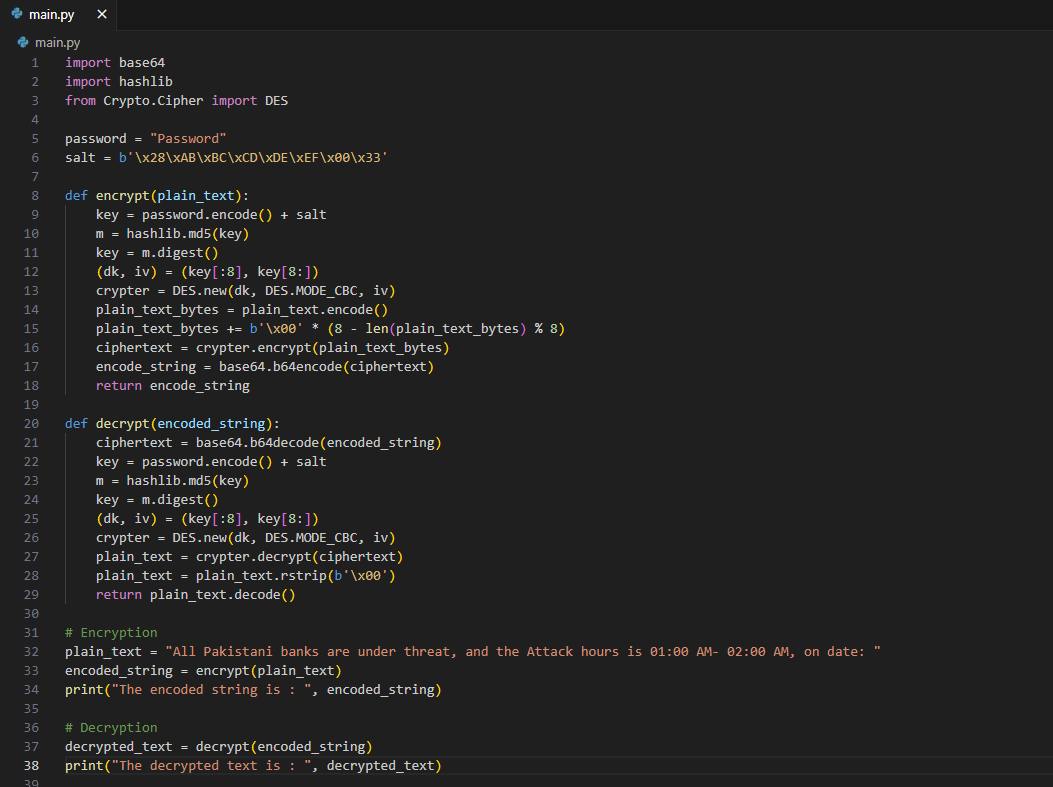 main.py ×
main.py
1 import base64
2 import hashlib
3 from Crypto.Cipher import DES
4
5 password = "Password"
6 salt = b'\x28\xAB\xBC\xCD\xDE\xEF\x00\x33'
7
8 def encrypt(plain_text):
9     key = password.encode() + salt
10     m = hashlib.md5(key)
11     key = m.digest()
12     (dk, iv) = (key[:8], key[8:])
13     crypter = DES.new(dk, DES.MODE_CBC, iv)
14     plain_text_bytes = plain_text.encode()
15     plain_text_bytes += b'\x00' * (8 - len(plain_text_bytes) % 8)
16     ciphertext = crypter.encrypt(plain_text_bytes)
17     encode_string = base64.b64encode(ciphertext)
18     return encode_string
19
20 def decrypt(encoded_string):
21     ciphertext = base64.b64decode(encoded_string)
22     key = password.encode() + salt
23     m = hashlib.md5(key)
24     key = m.digest()
25     (dk, iv) = (key[:8], key[8:])
26     crypter = DES.new(dk, DES.MODE_CBC, iv)
27     plain_text = crypter.decrypt(ciphertext)
28     plain_text = plain_text.rstrip(b'\x00')
29     return plain_text.decode()
30
31 # Encryption
32 plain_text = "All Pakistani banks are under threat, and the Attack hours is 01:00 AM- 02:00 AM, on date: "
33 encoded_string = encrypt(plain_text)
34 print("The encoded string is : ", encoded_string)
35
36 # Decryption
37 decrypted_text = decrypt(encoded_string)
38 print("The decrypted text is : ", decrypted_text)
39